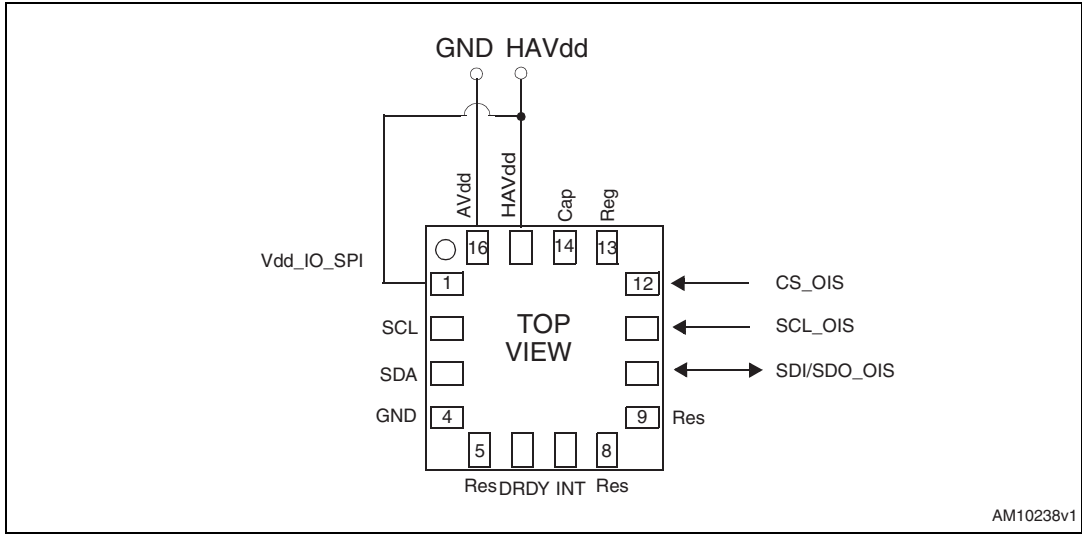 GND HAVdd
AVdd
HAVdd
Cap
Reg
16
14
13
Vdd_IO_SPI
1
12
CS_OIS
SCL
TOP
VIEW
SCL_OIS
SDA
SDI/SDO_OIS
GND
4
9
Res
5
8
Res
DRDY
INT
Res
AM10238v1